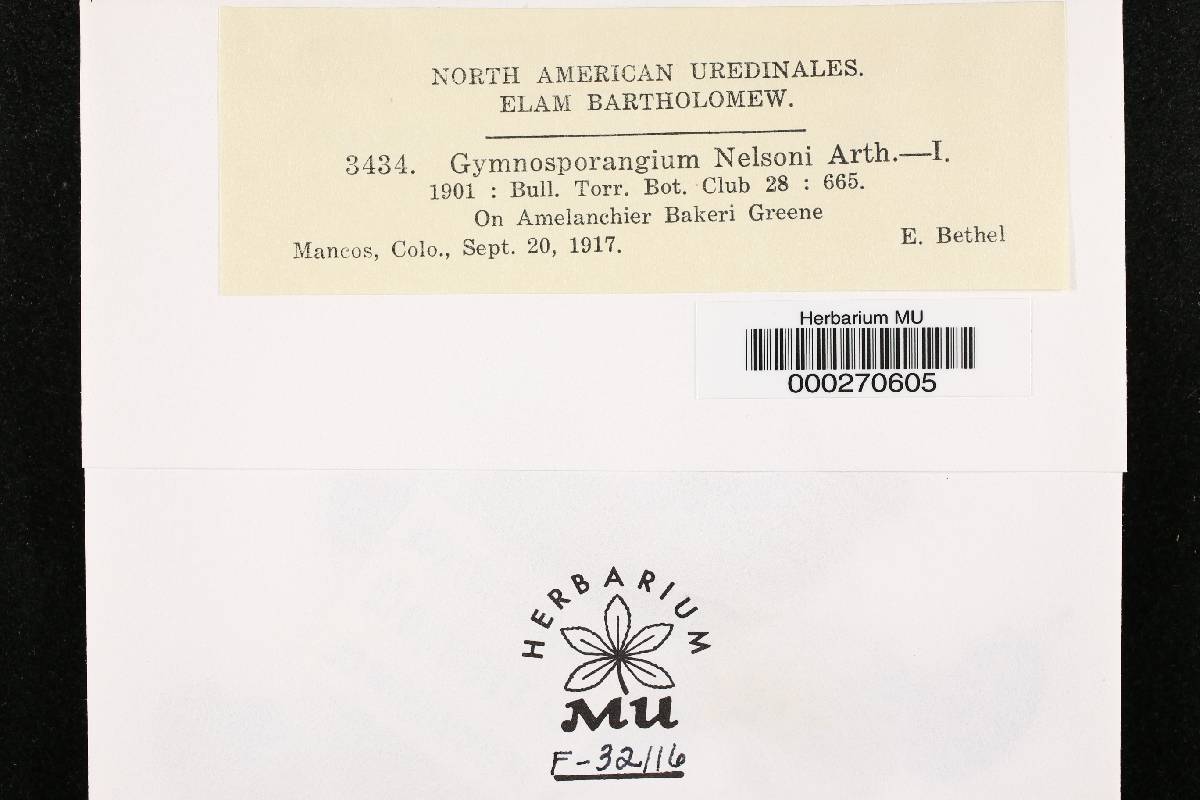 NORTH AMERICAN UREDINALES.
ELAM BARTHOLOMEW.
3434. Gymnosporangium Nelsoni Arth.—I.
1901 : Bull. Torr. Bot. Club 28 : 665.
On Amelanchier Bakeri Greene
Mancos, Colo., Sept. 20, 1917. E. Bethel
Herbarium MU
000270605
HERBARIUM
MU
F-32116